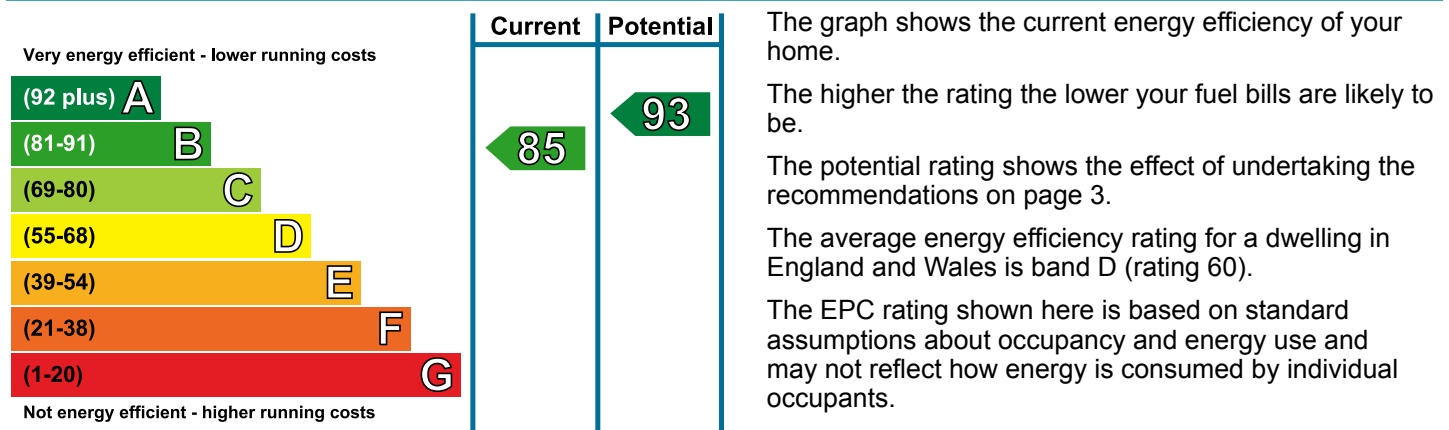 Current Potential
Very energy efficient - lower running costs
(92 plus) A
93
(81-91) B
85
(69-80) C
(55-68) D
(39-54) E
(21-38) F
(1-20) G
Not energy efficient - higher running costs
The graph shows the current energy efficiency of your
home.
The higher the rating the lower your fuel bills are likely to
be.
The potential rating shows the effect of undertaking the
recommendations on page 3.
The average energy efficiency rating for a dwelling in
England and Wales is band D (rating 60).
The EPC rating shown here is based on standard
assumptions about occupancy and energy use and
may not reflect how energy is consumed by individual
occupants.